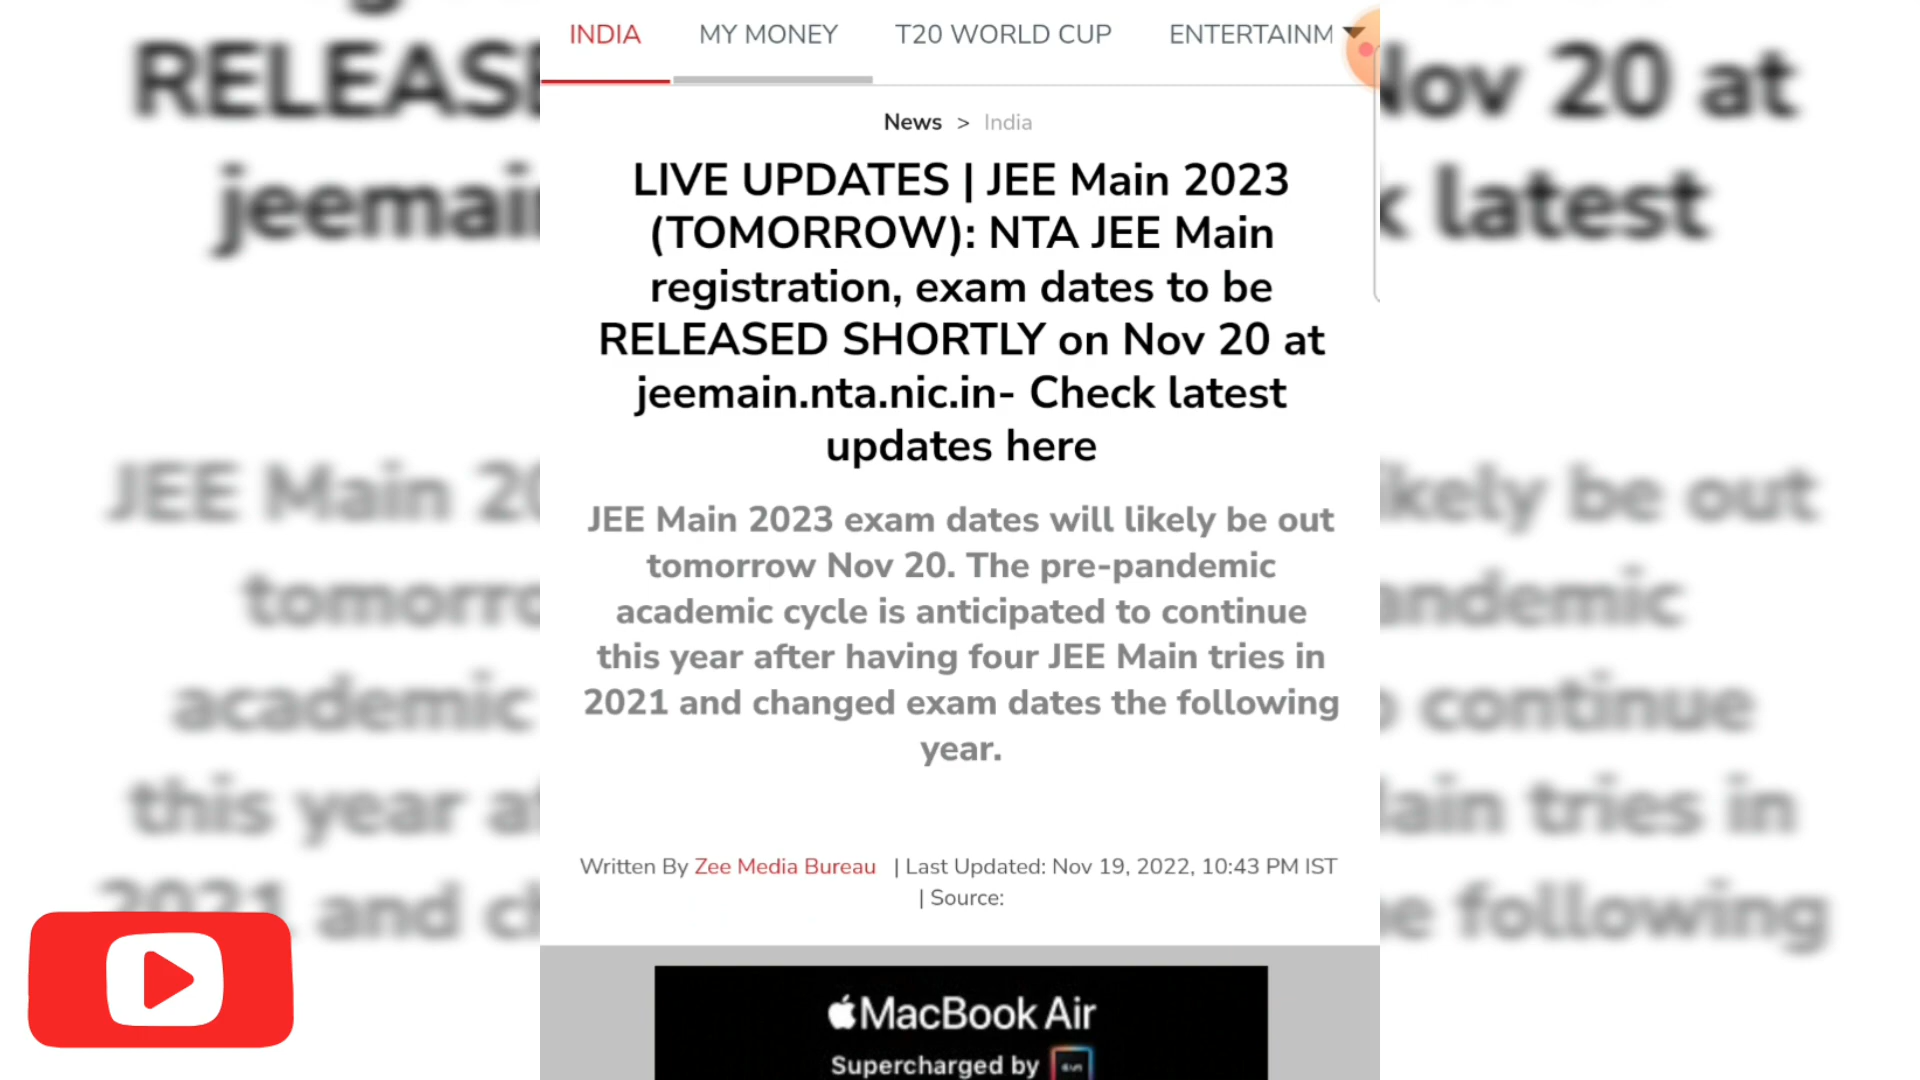 INDIA MY MONEY T20 WORLD CUP ENTERTAINM
News > India
LIVE UPDATES | JEE Main 2023
(TOMORROW): NTA JEE Main
registration, exam dates to be
RELEASED SHORTLY on Nov 20 at
jeemain.nta.nic.in- Check latest
updates here
JEE Main 2023 exam dates will likely be out
tomorrow Nov 20. The pre-pandemic
academic cycle is anticipated to continue
this year after having four JEE Main tries in
2021 and changed exam dates the following
year.
Written By Zee Media Bureau | Last Updated: Nov 19, 2022, 10:43 PM IST
| Source:
MacBook Air
Supercharged by